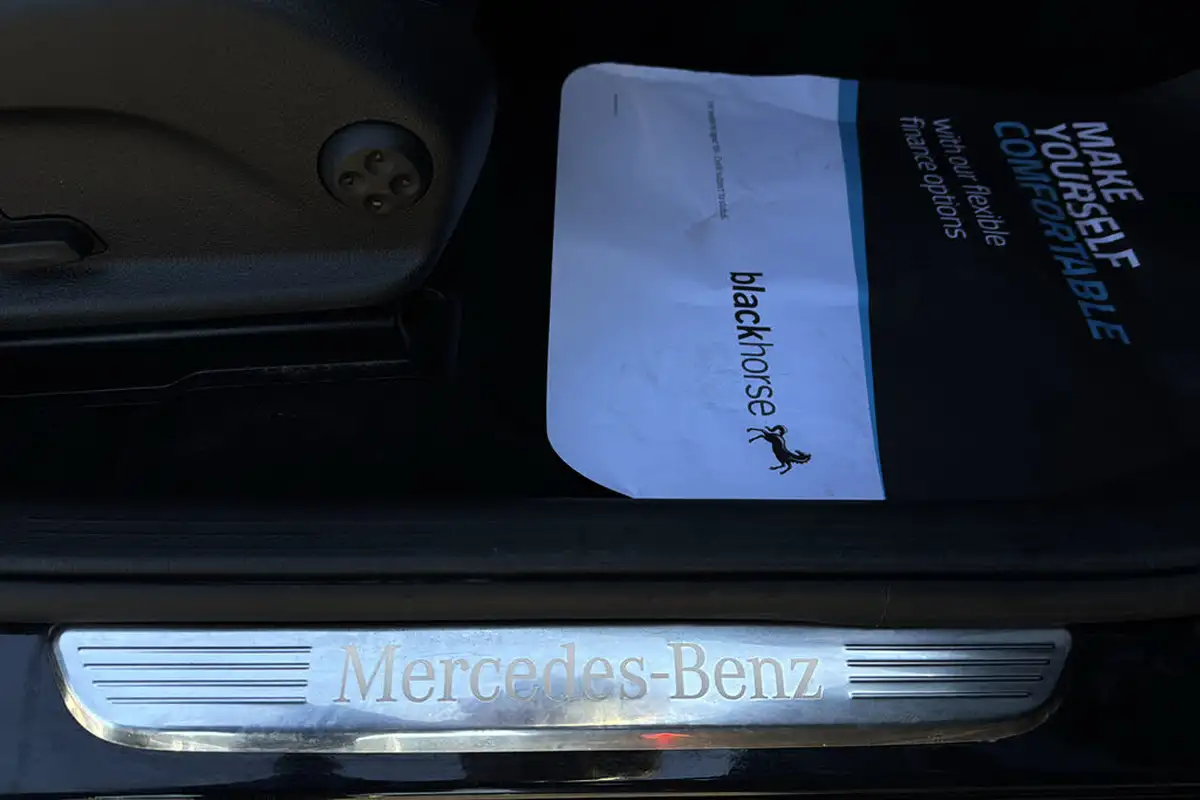 MAKE
YOURSELF
COMFORTABLE
with our flexible
finance options
blackhorse
Mercedes-Benz